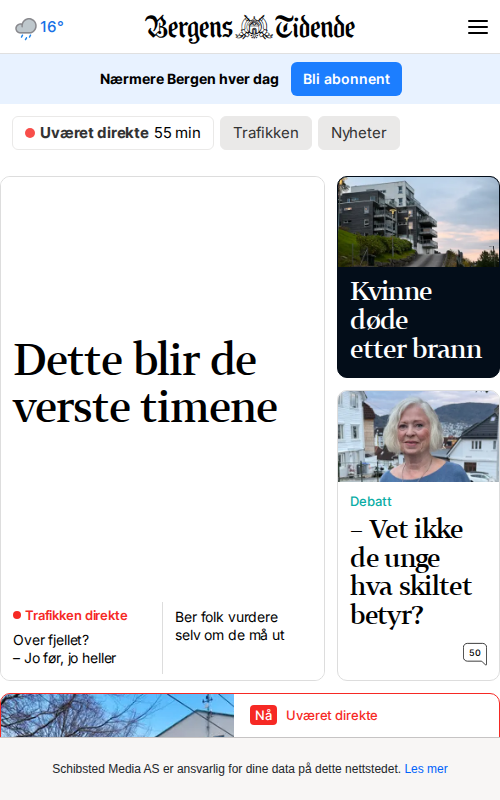 16°
Bergens Tidende
Nærmere Bergen hver dag
Bli abonnent
Uværet direkte 55 min
Trafikken
Nyheter
Dette blir de
verste timene
Trafikken direkte
Over fjellet?
– Jo før, jo heller
Ber folk vurdere
selv om de må ut
Kvinne
døde
etter brann
Debatt
– Vet ikke
de unge
hva skiltet
betyr?
50
Nå
Uværet direkte
Schibsted Media AS er ansvarlig for dine data på dette nettstedet. Les mer